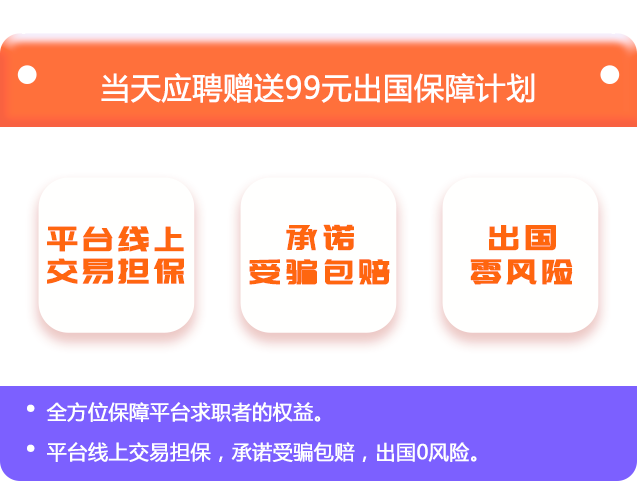 当天应聘赠送99元出国保障计划
平台线上
交易担保
承诺
受骗包赔
出国
零风险
• 全方位保障平台求职者的权益。
• 平台线上交易担保，承诺受骗包赔，出国0风险。